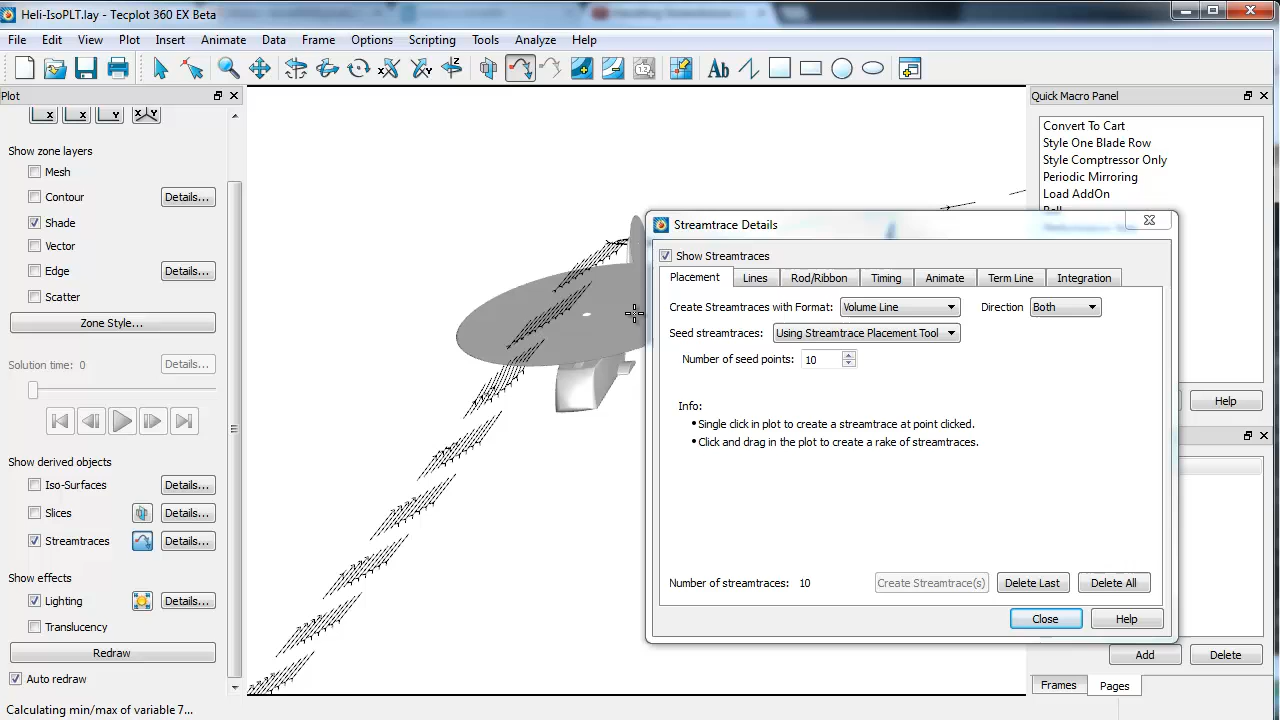 Heli-IsoPLT.lay - Tecplot 360 EX Beta
File Edit View Plot Insert Animate Data Frame Options Scripting Tools Analyze Help
Plot
Show zone layers
Mesh
Contour Details...
Shade
Vector
Edge Details...
Scatter
Zone Style...
Solution time: 0 Details...
Show derived objects
Iso-Surfaces Details...
Slices Details...
Streamtraces Details...
Show effects
Lighting Details...
Translucency
Redraw
Auto redraw
Calculating min/max of variable 7...
Streamtrace Details
Show Streamtraces
Placement Lines Rod/Ribbon Timing Animate Term Line Integration
Create Streamtraces with Format: Volume Line Direction Both
Seed streamtraces: Using Streamtrace Placement Tool
Number of seed points: 10
Info:
• Single click in plot to create a streamtrace at point clicked.
• Click and drag in the plot to create a rake of streamtraces.
Number of streamtraces: 10 Create Streamtrace(s) Delete Last Delete All
Close Help
Quick Macro Panel
Convert To Cart
Style One Blade Row
Style Comptressor Only
Periodic Mirroring
Load AddOn
Help
Add Delete
Frames Pages